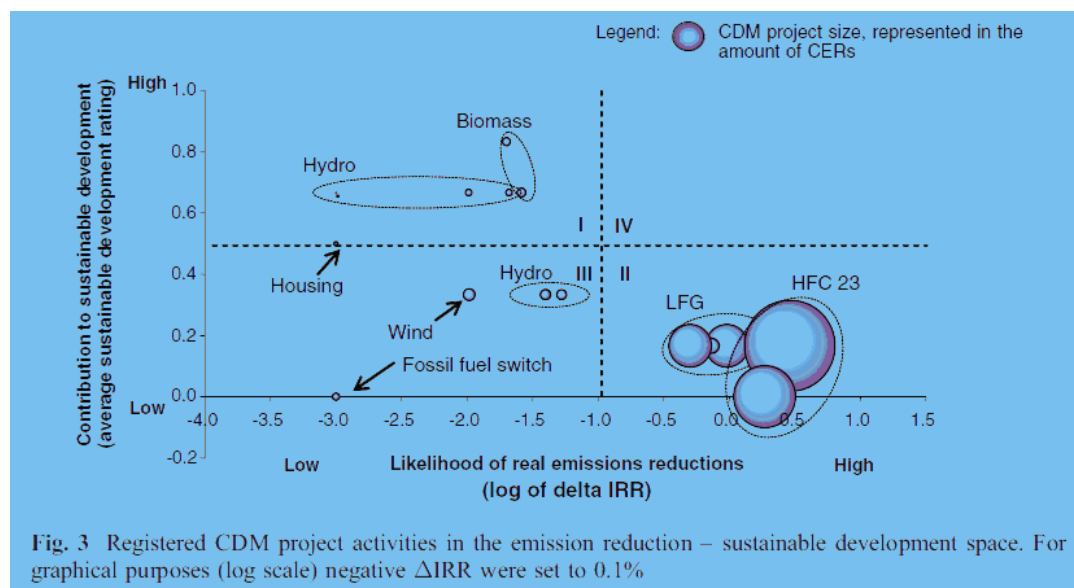 Legend: CDM project size, represented in the
amount of CERs
Contribution to sustainable development
(average sustainable development rating)
High
1.0
0.8
0.6
0.4
0.2
0.0
Low
-0.2
Biomass
Hydro
I IV
Housing
Hydro III II
HFC 23
LFG
Wind
Fossil fuel switch
-4.0 -3.5 -3.0 -2.5 -2.0 -1.5 -1.0 -0.5 0.0 0.5 1.0 1.5
Low Likelihood of real emissions reductions High
(log of delta IRR)
Fig. 3 Registered CDM project activities in the emission reduction – sustainable development space. For
graphical purposes (log scale) negative ΔIRR were set to 0.1%